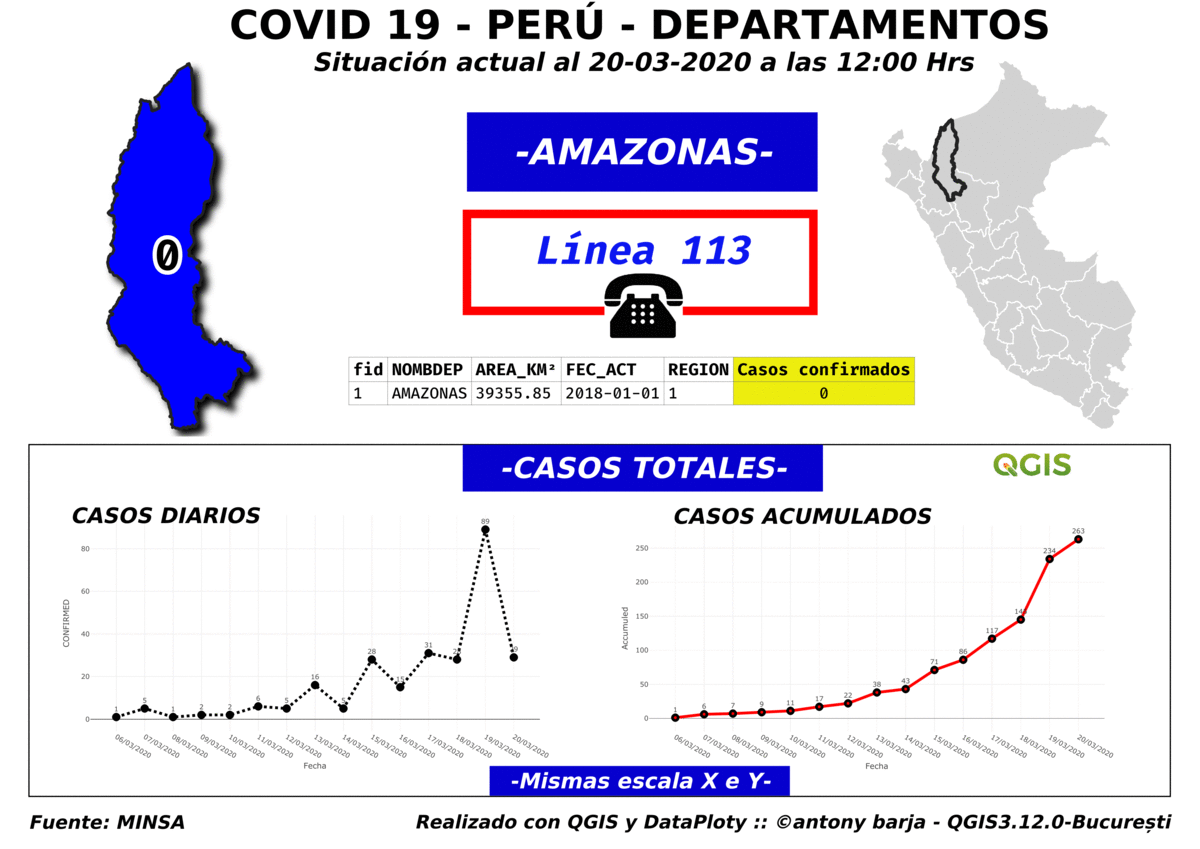 COVID 19 - PERÚ - DEPARTAMENTOS
Situación actual al 20-03-2020 a las 12:00 Hrs
-AMAZONAS-
0
Línea 113
fid NOMBDEP AREA_KM² FEC_ACT REGION Casos confirmados
1 AMAZONAS 39355.85 2018-01-01 1 0
-CASOS TOTALES-
QGIS
CASOS DIARIOS
CONFIRMED
80
60
40
20
0
1 5 1 2 2 6 5 16 5 28 15 31 89
06/03/2020 07/03/2020 08/03/2020 09/03/2020 10/03/2020 11/03/2020 12/03/2020 13/03/2020 14/03/2020 15/03/2020 16/03/2020 17/03/2020 18/03/2020 19/03/2020 20/03/2020
Fecha
CASOS ACUMULADOS
Accumuled
250
200
150
100
50
0
1 6 7 9 11 17 22 38 43 71 86 117 234 263
06/03/2020 07/03/2020 08/03/2020 09/03/2020 10/03/2020 11/03/2020 12/03/2020 13/03/2020 14/03/2020 15/03/2020 16/03/2020 17/03/2020 18/03/2020 19/03/2020 20/03/2020
Fecha
-Mismas escala X e Y-
Fuente: MINSA
Realizado con QGIS y DataPloty :: ©antony barja - QGIS3.12.0-București